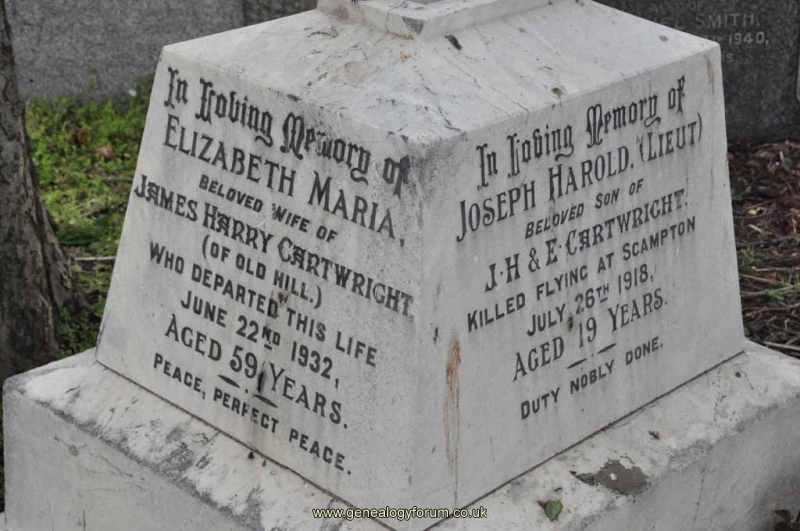 In Loving Memory of
ELIZABETH MARIA,
BELOVED WIFE OF
JAMES HARRY CARTWRIGHT,
(OF OLD HILL.)
WHO DEPARTED THIS LIFE
JUNE 22ND 1932,
AGED 59 YEARS.
PEACE, PERFECT PEACE.
In Loving Memory of
JOSEPH HAROLD, (LIEUT)
BELOVED SON OF
J·H & E·CARTWRIGHT.
KILLED FLYING AT SCAMPTON
JULY 26TH 1918,
AGED 19 YEARS.
DUTY NOBLY DONE.
SMITH.
1940,
www.genealogyforum.co.uk